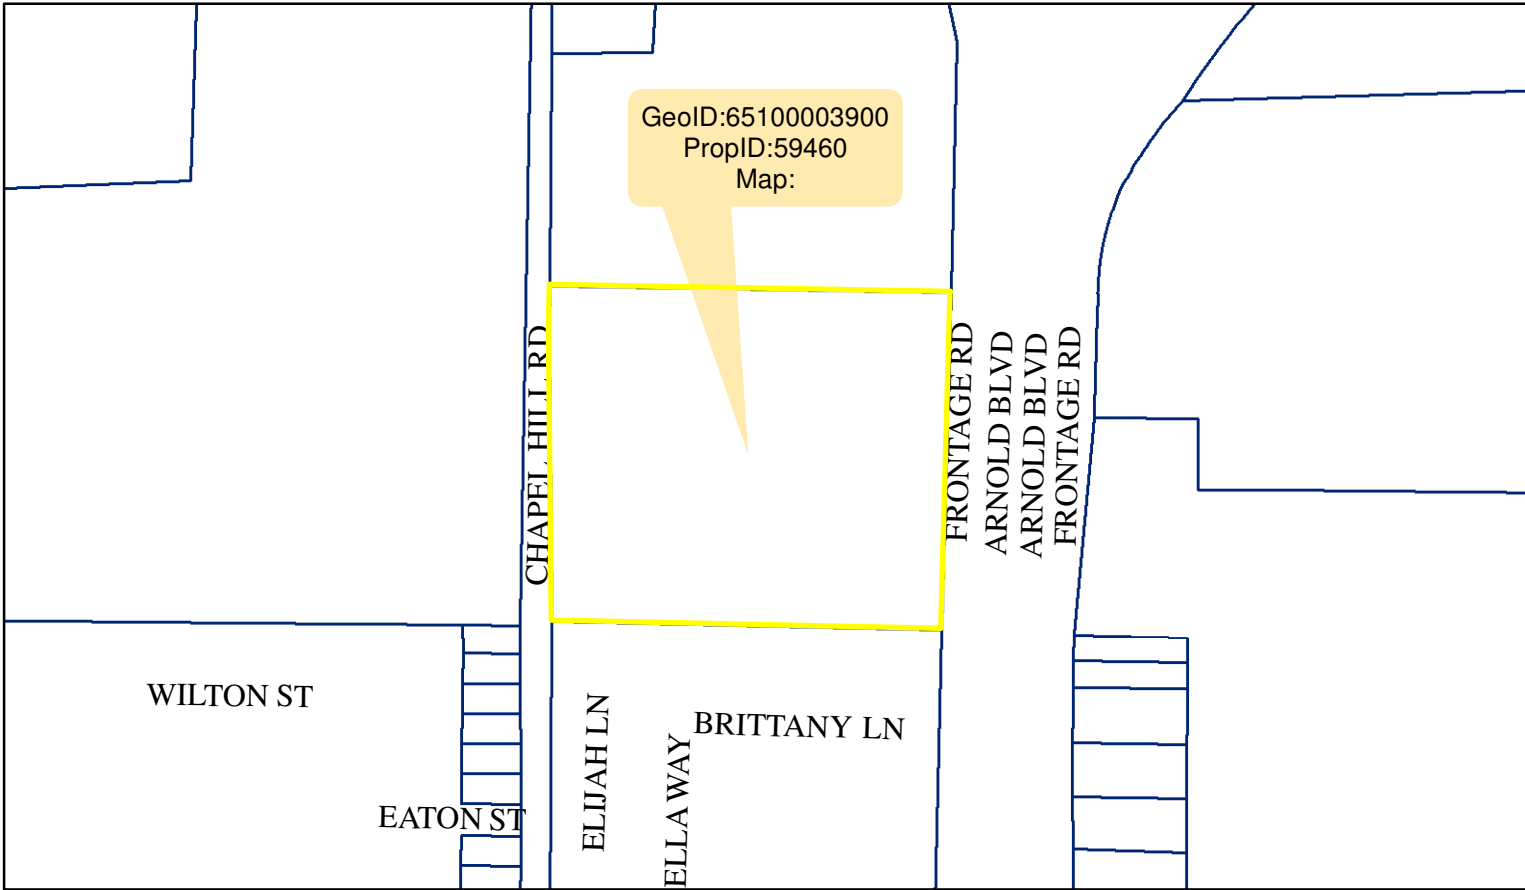 GeoID:65100003900
PropID:59460
Map:
CHAPEL HILL RD
FRONTAGE RD
ARNOLD BLVD
ARNOLD BLVD
FRONTAGE RD
WILTON ST
EATON ST
ELIJAH LN
ELLA WAY
BRITTANY LN